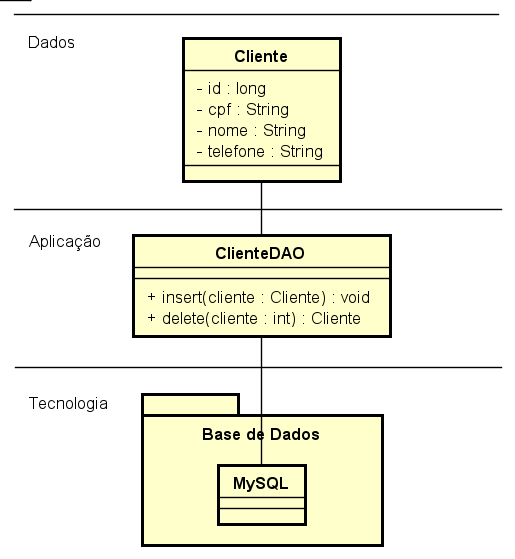 Dados
Cliente
- id : long
- cpf : String
- nome : String
- telefone : String
Aplicação
ClienteDAO
+ insert(cliente : Cliente) : void
+ delete(cliente : int) : Cliente
Tecnologia
Base de Dados
MySQL